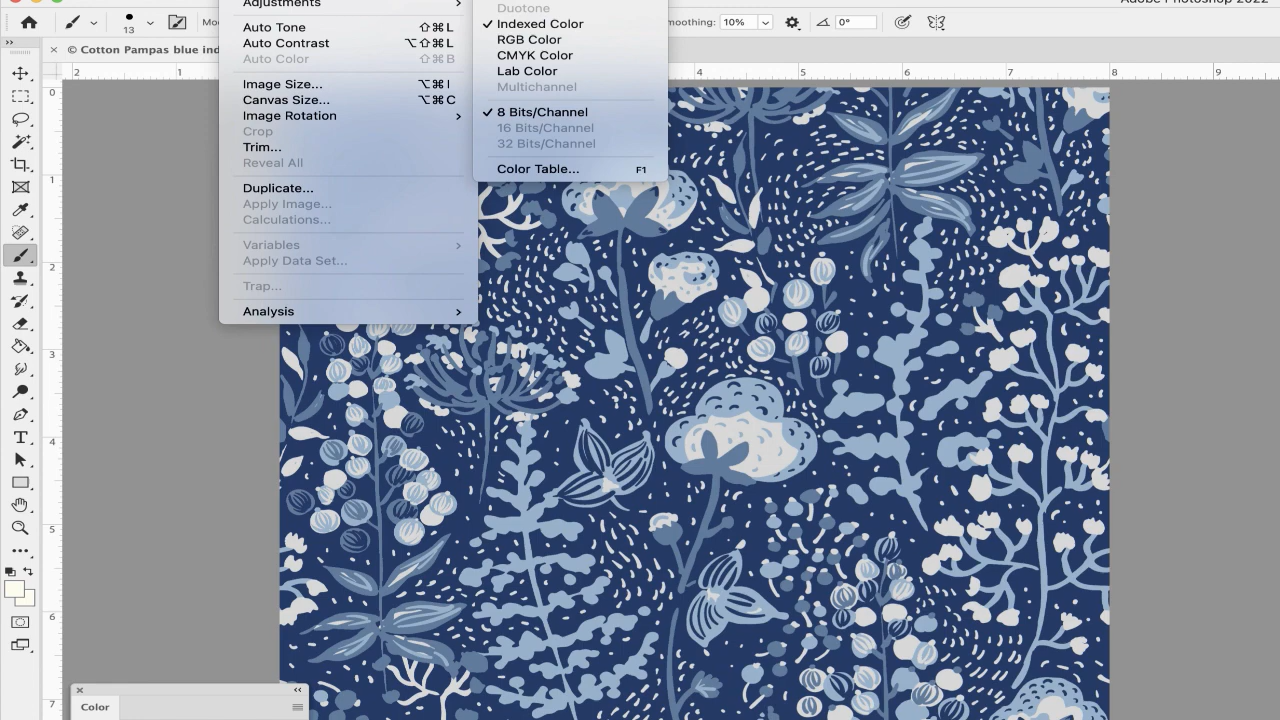 Adobe Photoshop 2022
13
Mo
moothing: 10%
0°
© Cotton Pampas blue ind
Adjustments
Auto Tone ⇧⌘L
Auto Contrast ⌥⇧⌘L
Auto Color ⇧⌘B
Image Size... ⌥⌘I
Canvas Size... ⌥⌘C
Image Rotation
Crop
Trim...
Reveal All
Duplicate...
Apply Image...
Calculations...
Variables
Apply Data Set...
Trap...
Analysis
Duotone
Indexed Color
RGB Color
CMYK Color
Lab Color
Multichannel
8 Bits/Channel
16 Bits/Channel
32 Bits/Channel
Color Table... F1
2 1 4 5 6 7 8 9
0
1
2
3
4
5
6
7
Color